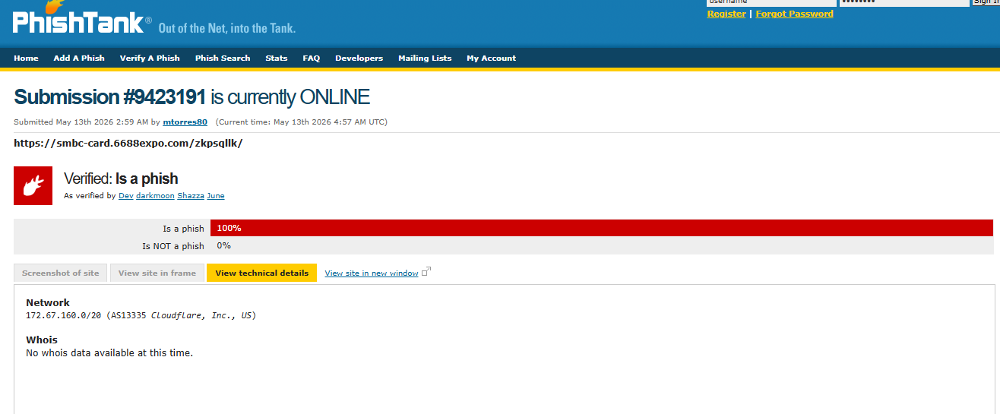 username •••••••• Sign In
Register | Forgot Password
PhishTank® Out of the Net, into the Tank.
Home Add A Phish Verify A Phish Phish Search Stats FAQ Developers Mailing Lists My Account
Submission #9423191 is currently ONLINE
Submitted May 13th 2026 2:59 AM by mtorres80 (Current time: May 13th 2026 4:57 AM UTC)
https://smbc-card.6688expo.com/zkpsqllk/
Verified: Is a phish
As verified by Dev darkmoon Shazza June
Is a phish 100%
Is NOT a phish 0%
Screenshot of site View site in frame View technical details View site in new window
Network
172.67.160.0/20 (AS13335 Cloudflare, Inc., US)
Whois
No whois data available at this time.